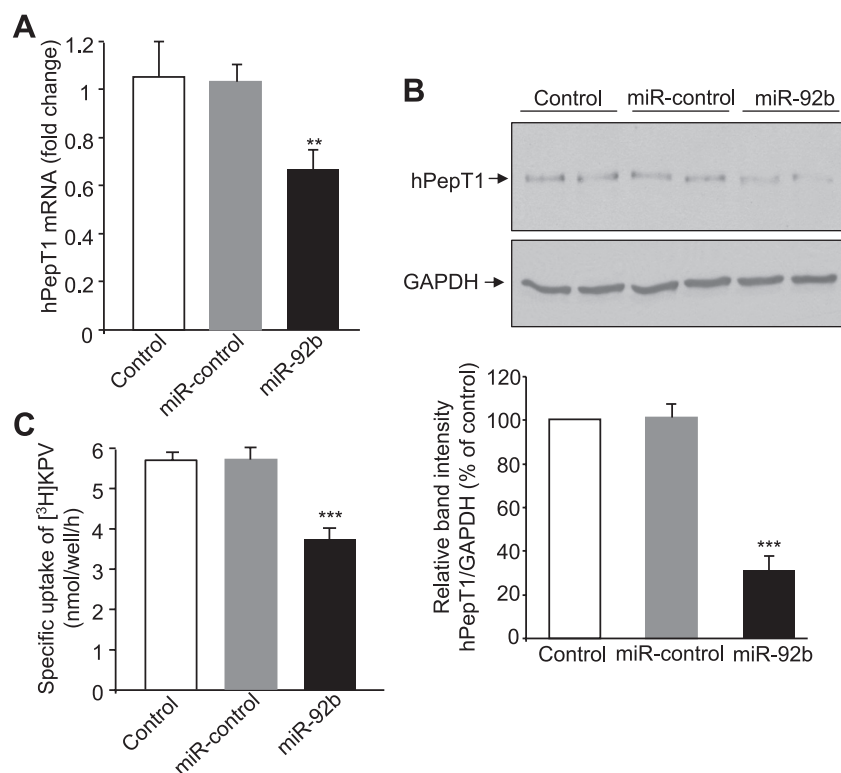 A
hPepT1 mRNA (fold change)
1.2
1
0.8
0.6
0.4
0.2
0
**
Control
miR-control
miR-92b
B
Control miR-control miR-92b
hPepT1
GAPDH
Relative band intensity
hPepT1/GAPDH (% of control)
120
100
80
60
40
20
0
***
Control miR-control miR-92b
C
Specific uptake of [³H]KPV
(nmol/well/h)
6
5
4
3
2
1
0
***
Control
miR-control
miR-92b